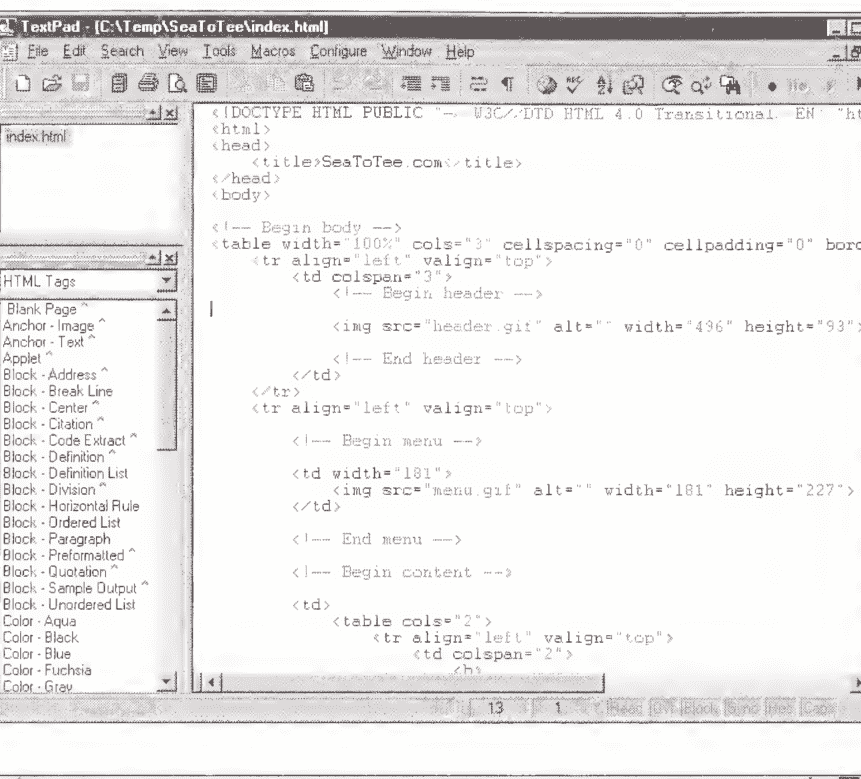 TextPad - [C:\Temp\SeaToTee\index.html]
File Edit Search View Tools Macros Configure Window Help
index.html
HTML Tags
Blank Page ^
Anchor - Image ^
Anchor - Text ^
Applet ^
Block - Address ^
Block - Break Line
Block - Center ^
Block - Citation ^
Block - Code Extract ^
Block - Definition ^
Block - Definition List
Block - Division ^
Block - Horizontal Rule
Block - Ordered List
Block - Paragraph
Block - Preformatted ^
Block - Quotation ^
Block - Sample Output ^
Block - Unordered List
Color - Aqua
Color - Black
Color - Blue
Color - Fuchsia
Color - Gray
<!DOCTYPE HTML PUBLIC "- W3C//DTD HTML 4.0 Transitional EN" "ht
<html>
<head>
<title>SeaToTee.com</title>
</head>
<body>
<!-- Begin body -->
<table width="100%" cols="3" cellspacing="0" cellpadding="0" bord
<tr align="left" valign="top">
<td colspan="3">
<!-- Begin header -->
<img src="header.gif" alt="" width="496" height="93">
<!-- End header -->
</td>
</tr>
<tr align="left" valign="top">
<!-- Begin menu -->
<td width="181">
<img src="menu.gif" alt="" width="181" height="227">
</td>
<!-- End menu -->
<!-- Begin content -->
<td>
<table cols="2">
<tr align="left" valign="top">
<td colspan="2">
<b>
13 1 Read Block Sync Rec Caps